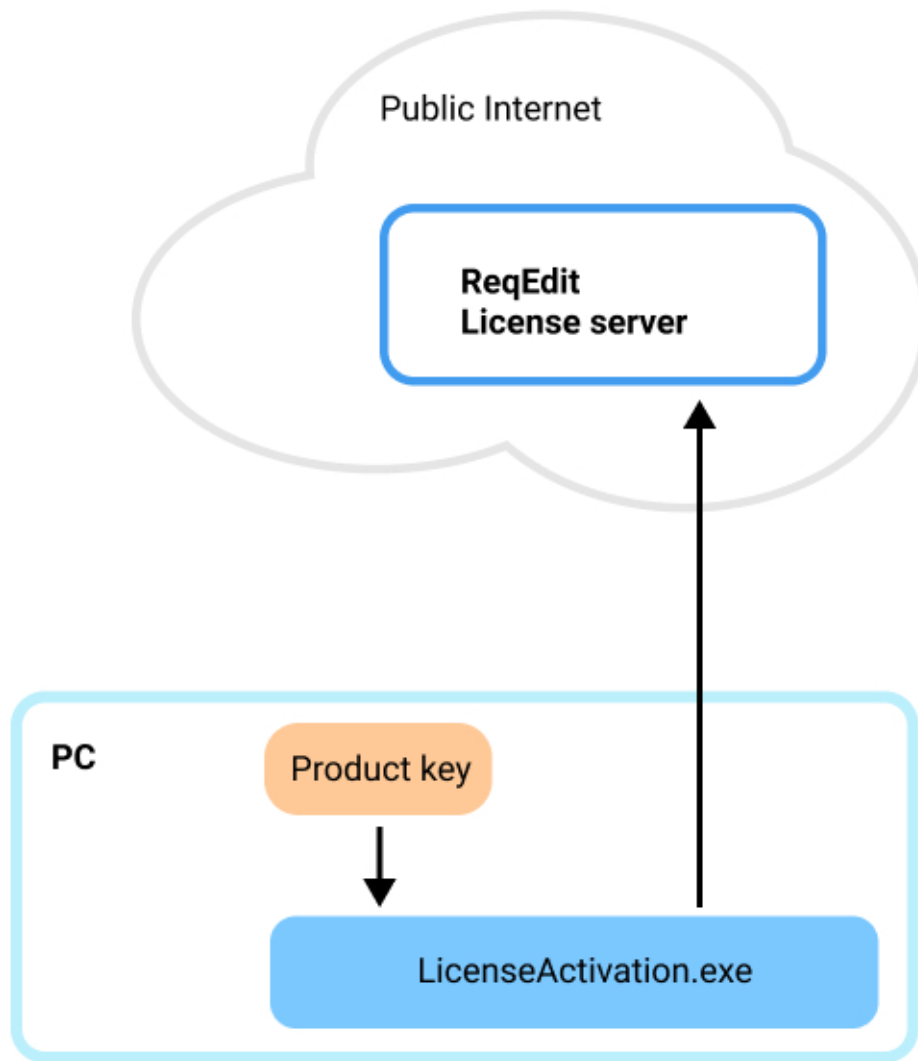 Public Internet
ReqEdit
License server
PC
Product key
LicenseActivation.exe